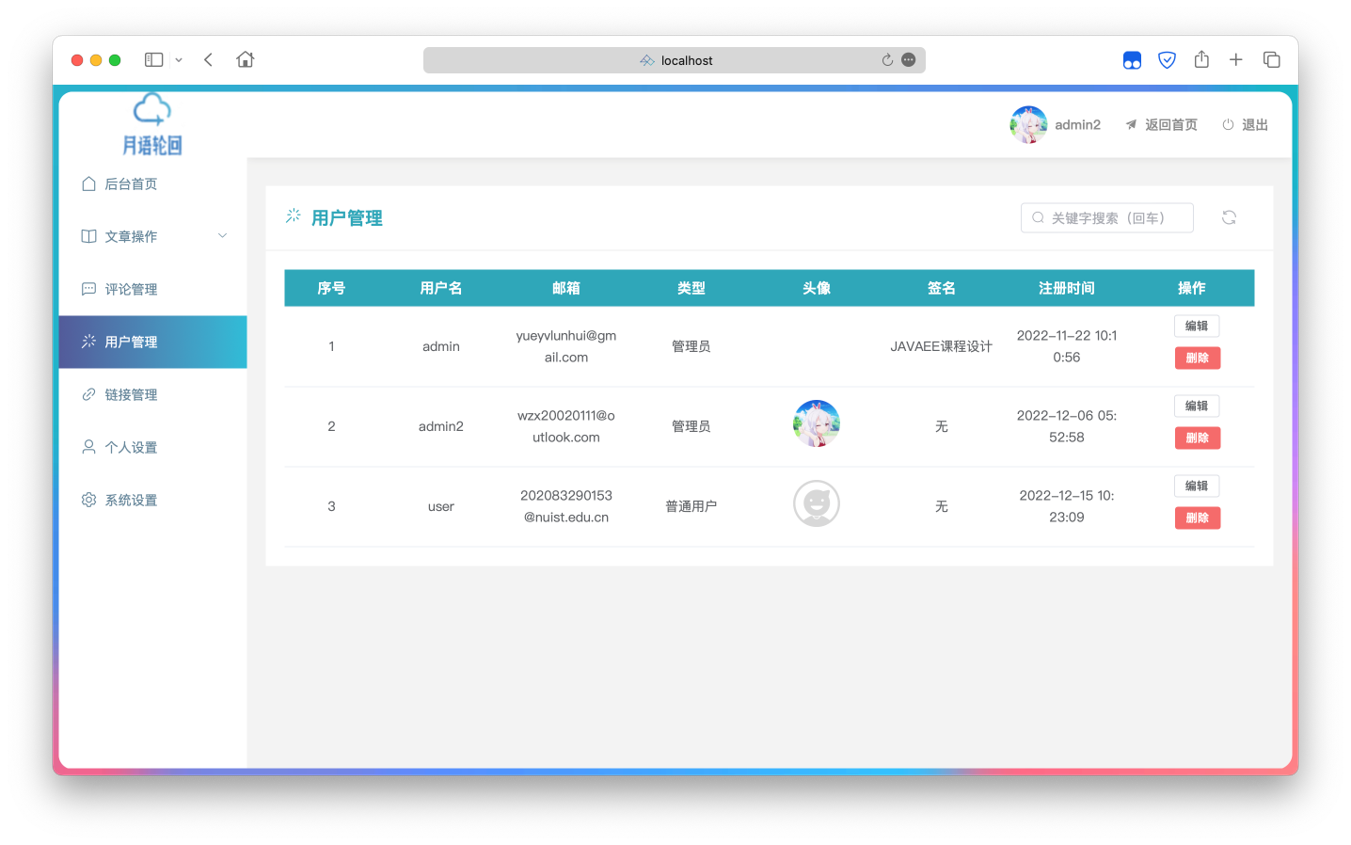 localhost
月语轮回
admin2 返回首页 退出
后台首页
文章操作
评论管理
用户管理
链接管理
个人设置
系统设置
用户管理 关键字搜索（回车）
序号 用户名 邮箱 类型 头像 签名 注册时间 操作
1 admin yueyvlunhui@gm 管理员 JAVAEE课程设计 2022-11-22 10:1 编辑
ail.com 0:56 删除
2 admin2 wzx20020111@o 管理员 无 2022-12-06 05: 编辑
utlook.com 52:58 删除
3 user 202083290153 普通用户 无 2022-12-15 10: 编辑
@nuist.edu.cn 23:09 删除